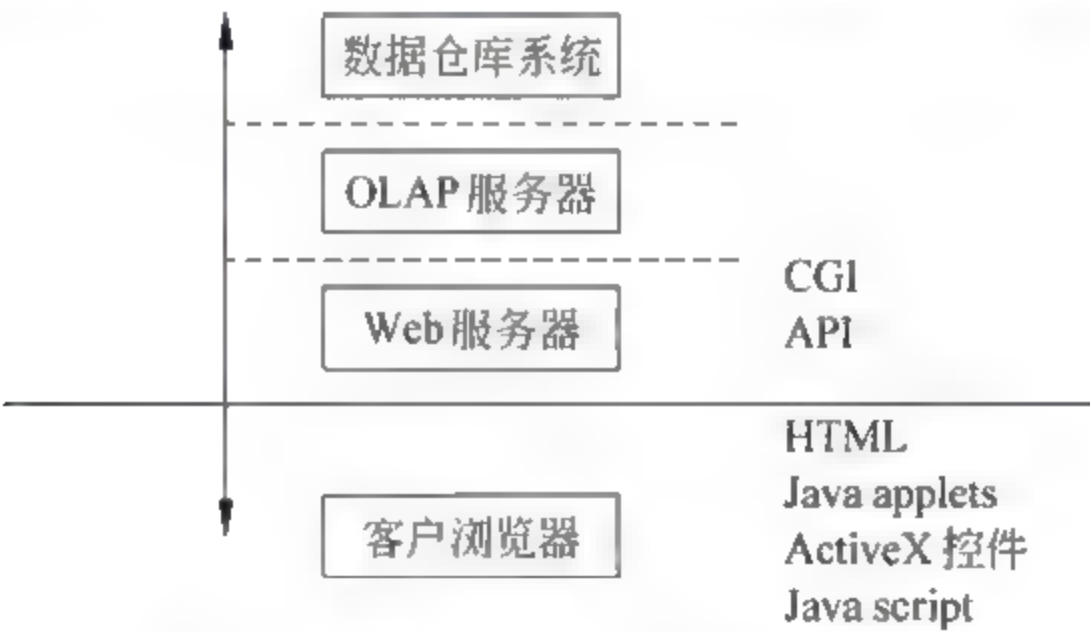 数据仓库系统
OLAP服务器
CGI
Web服务器
API
HTML
Java applets
客户浏览器
ActiveX 控件
Java script